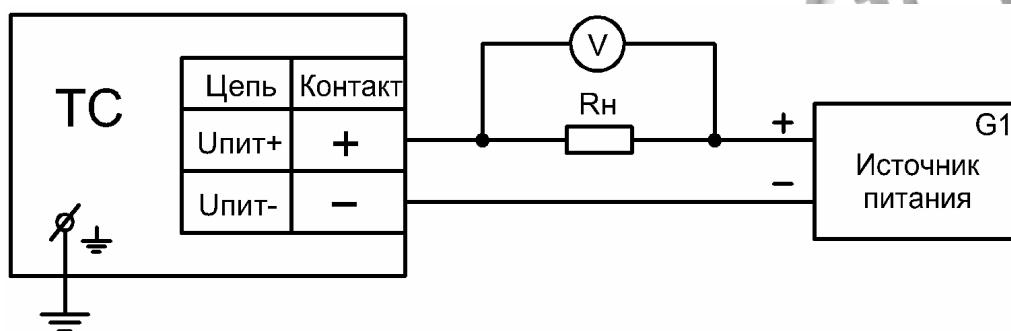 ТС
Цепь
Контакт
Uпит+
+
Uпит-
−
V
Rн
+
−
G1
Источник
питания